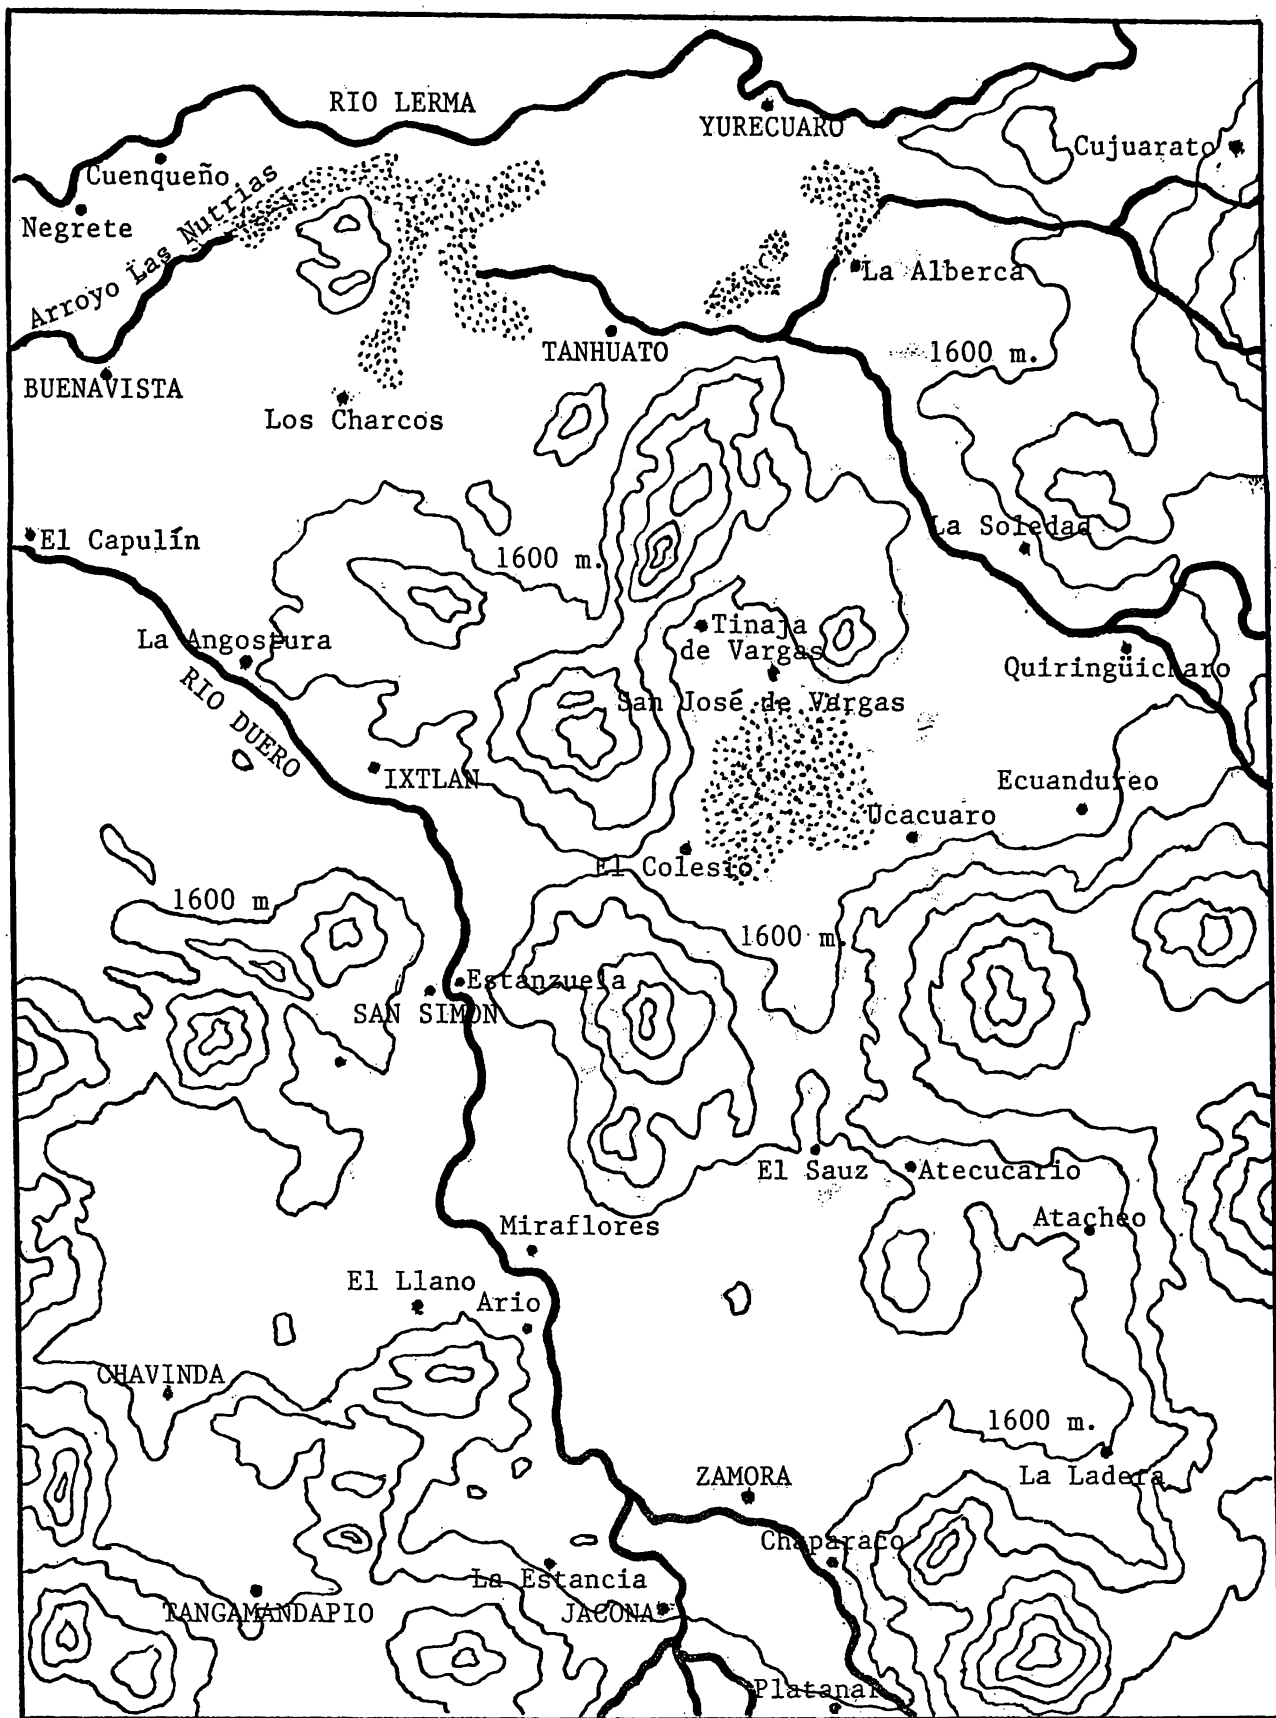 RIO LERMA
YURECUARO
Cujuarato
Cuenqueño
Negrete
Arroyo Las Nutrias
La Alberca
BUENAVISTA
TANHUATO
1600 m.
Los Charcos
El Capulín
1600 m.
La Soledad
La Angostura
Tinaja
de Vargas
Quiringüicharo
RIO DUERO
San José de Vargas
IXTLAN
Ecuandureo
Ucacuaro
El Colesio
1600 m
1600 m.
Estanzuela
SAN SIMON
El Sauz
Atecucario
Miraflores
Atacheo
El Llano
Ario
CHAVINDA
1600 m.
ZAMORA
La Ladera
Chaparaco
La Estancia
TANGAMANDAPIO
JACONA
Platanar